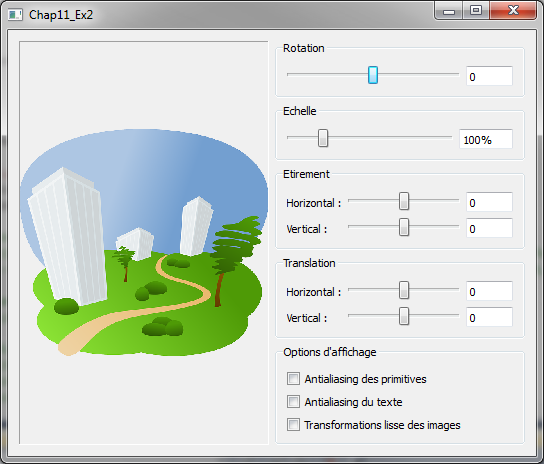 Chap11_Ex2
Rotation
0
Echelle
100%
Etirement
Horizontal : 0
Vertical : 0
Translation
Horizontal : 0
Vertical : 0
Options d'affichage
Antialiasing des primitives
Antialiasing du texte
Transformations lisse des images